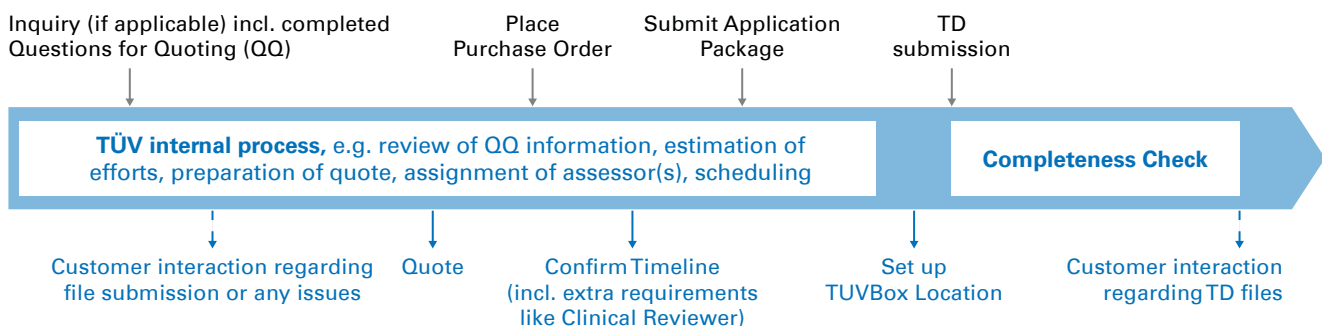 Inquiry (if applicable) incl. completed
Questions for Quoting (QQ)
Place
Purchase Order
Submit Application
Package
TD
submission
TÜV internal process, e.g. review of QQ information, estimation of
efforts, preparation of quote, assignment of assessor(s), scheduling
Completeness Check
Customer interaction regarding
file submission or any issues
Quote
Confirm Timeline
(incl. extra requirements
like Clinical Reviewer)
Set up
TUVBox Location
Customer interaction
regarding TD files